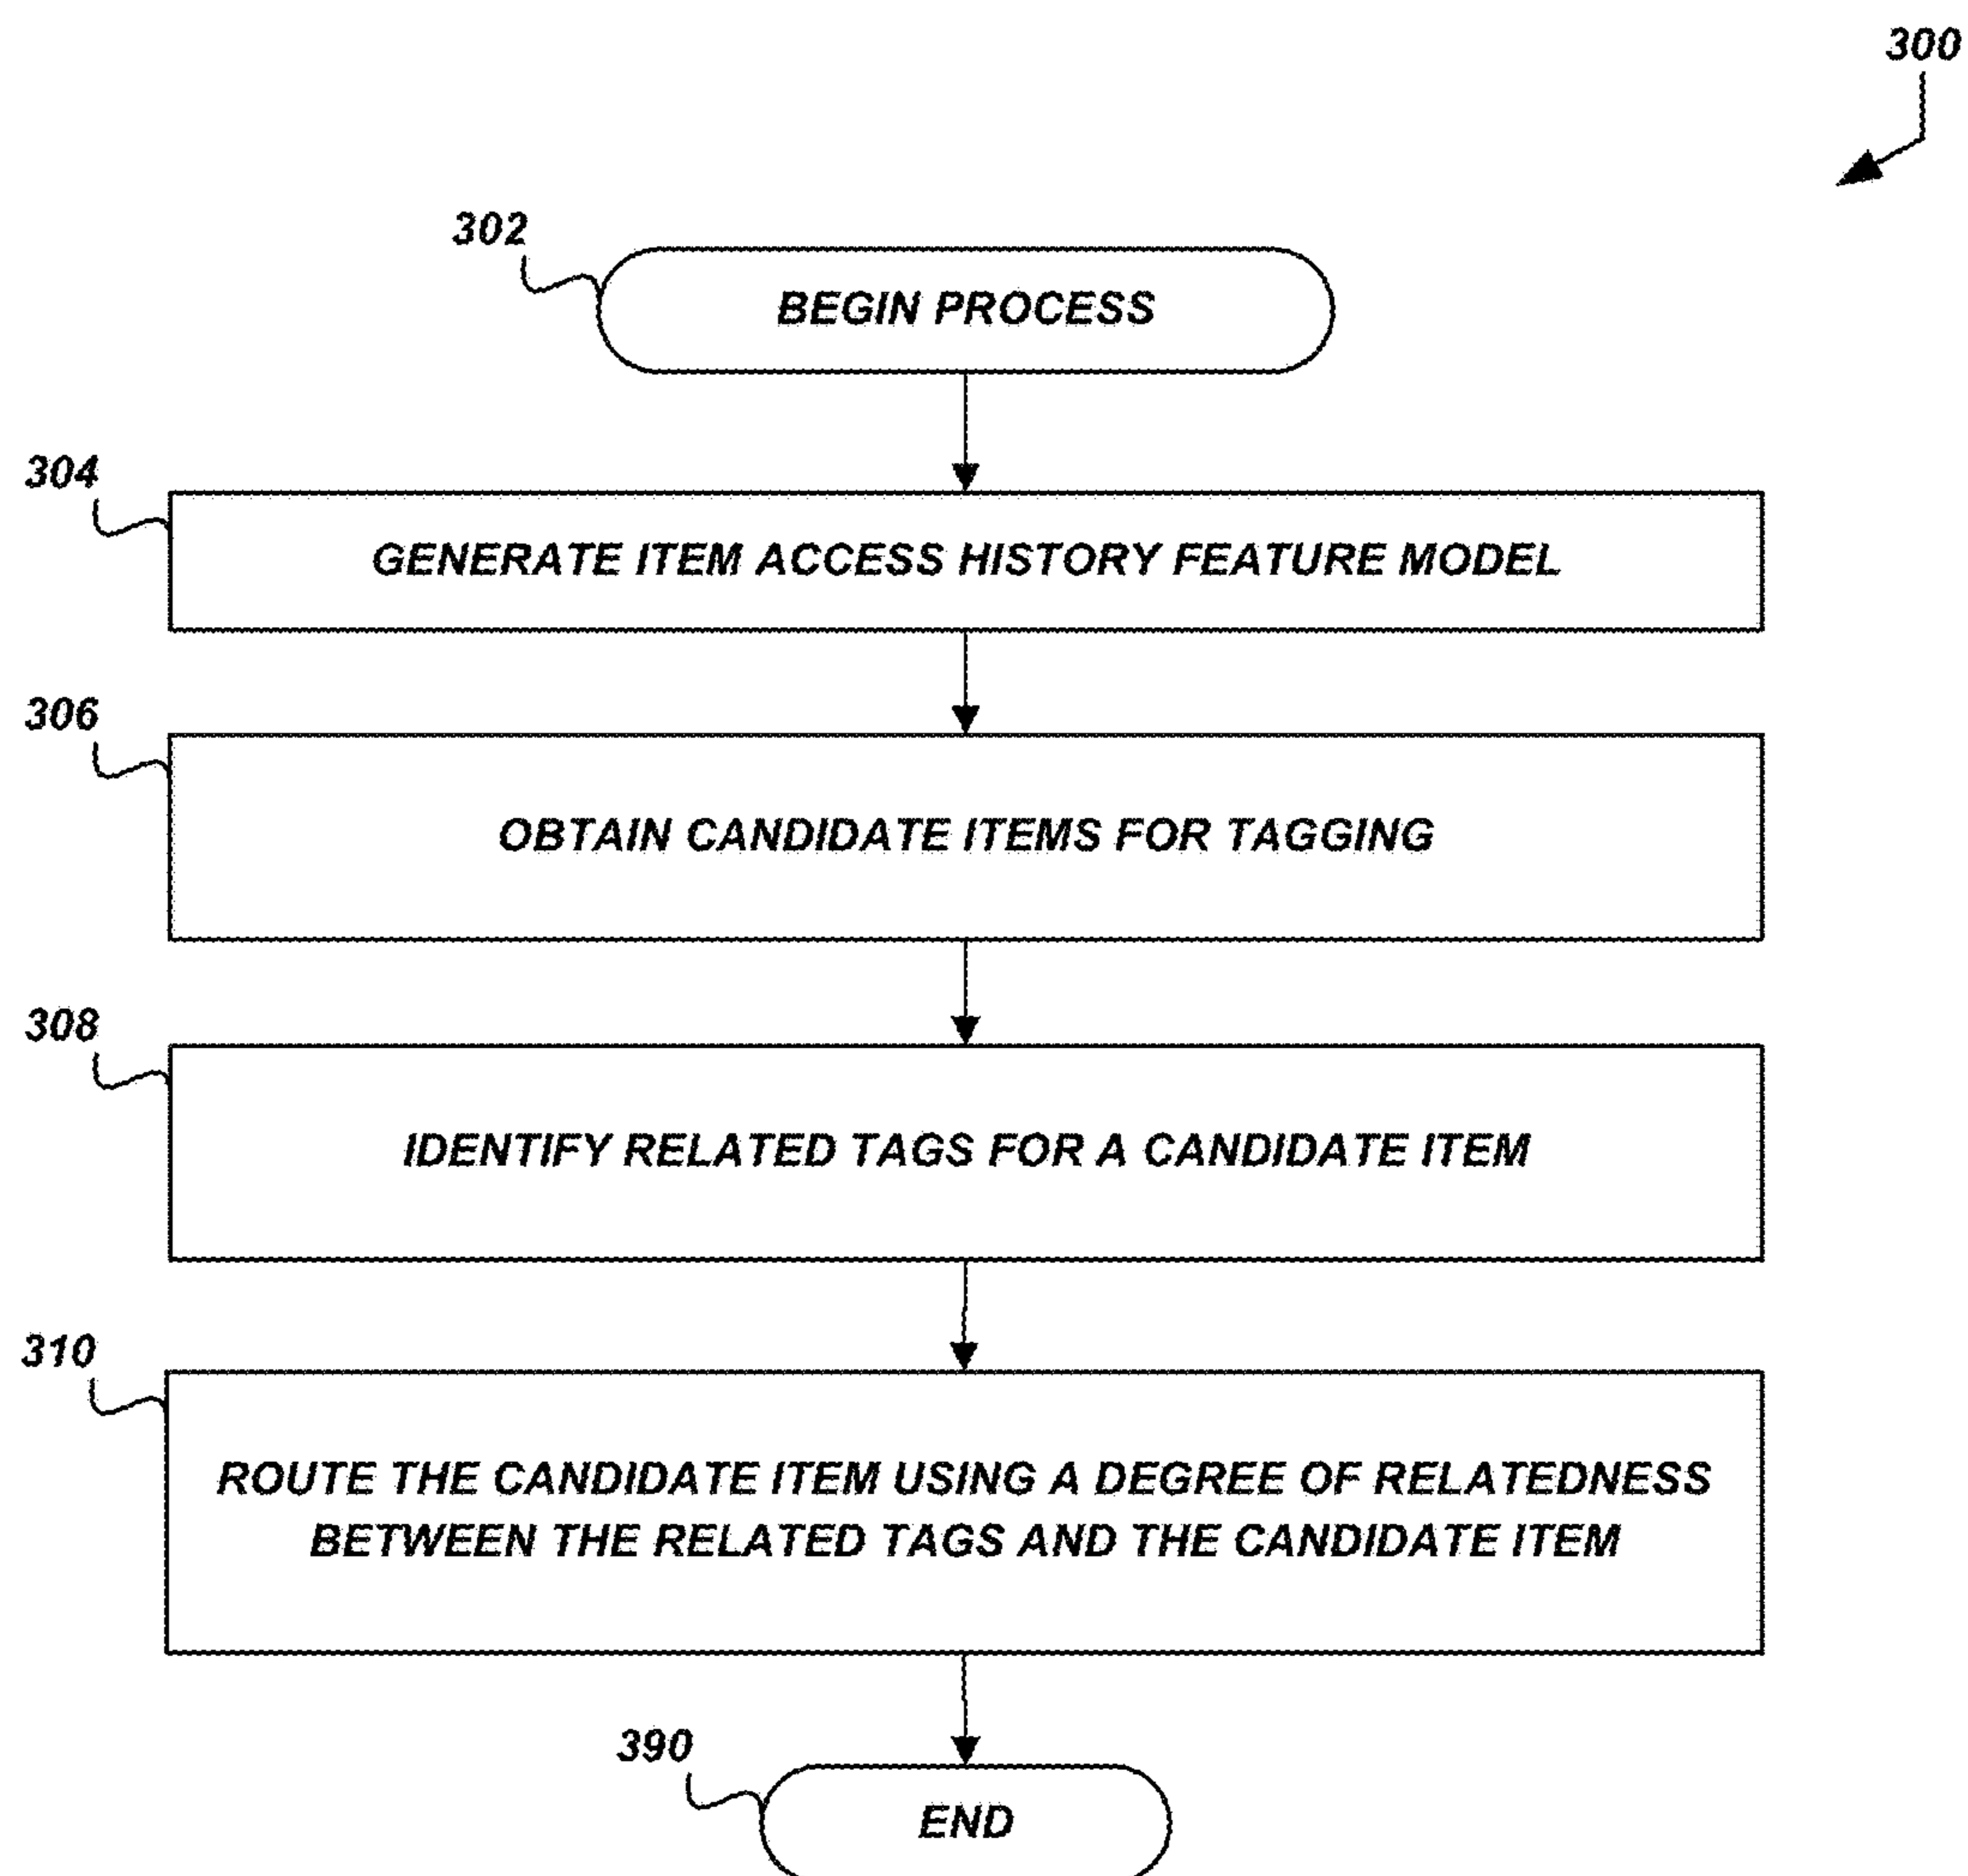 300
302
BEGIN PROCESS
304
GENERATE ITEM ACCESS HISTORY FEATURE MODEL
306
OBTAIN CANDIDATE ITEMS FOR TAGGING
308
IDENTIFY RELATED TAGS FOR A CANDIDATE ITEM
310
ROUTE THE CANDIDATE ITEM USING A DEGREE OF RELATEDNESS
BETWEEN THE RELATED TAGS AND THE CANDIDATE ITEM
390
END